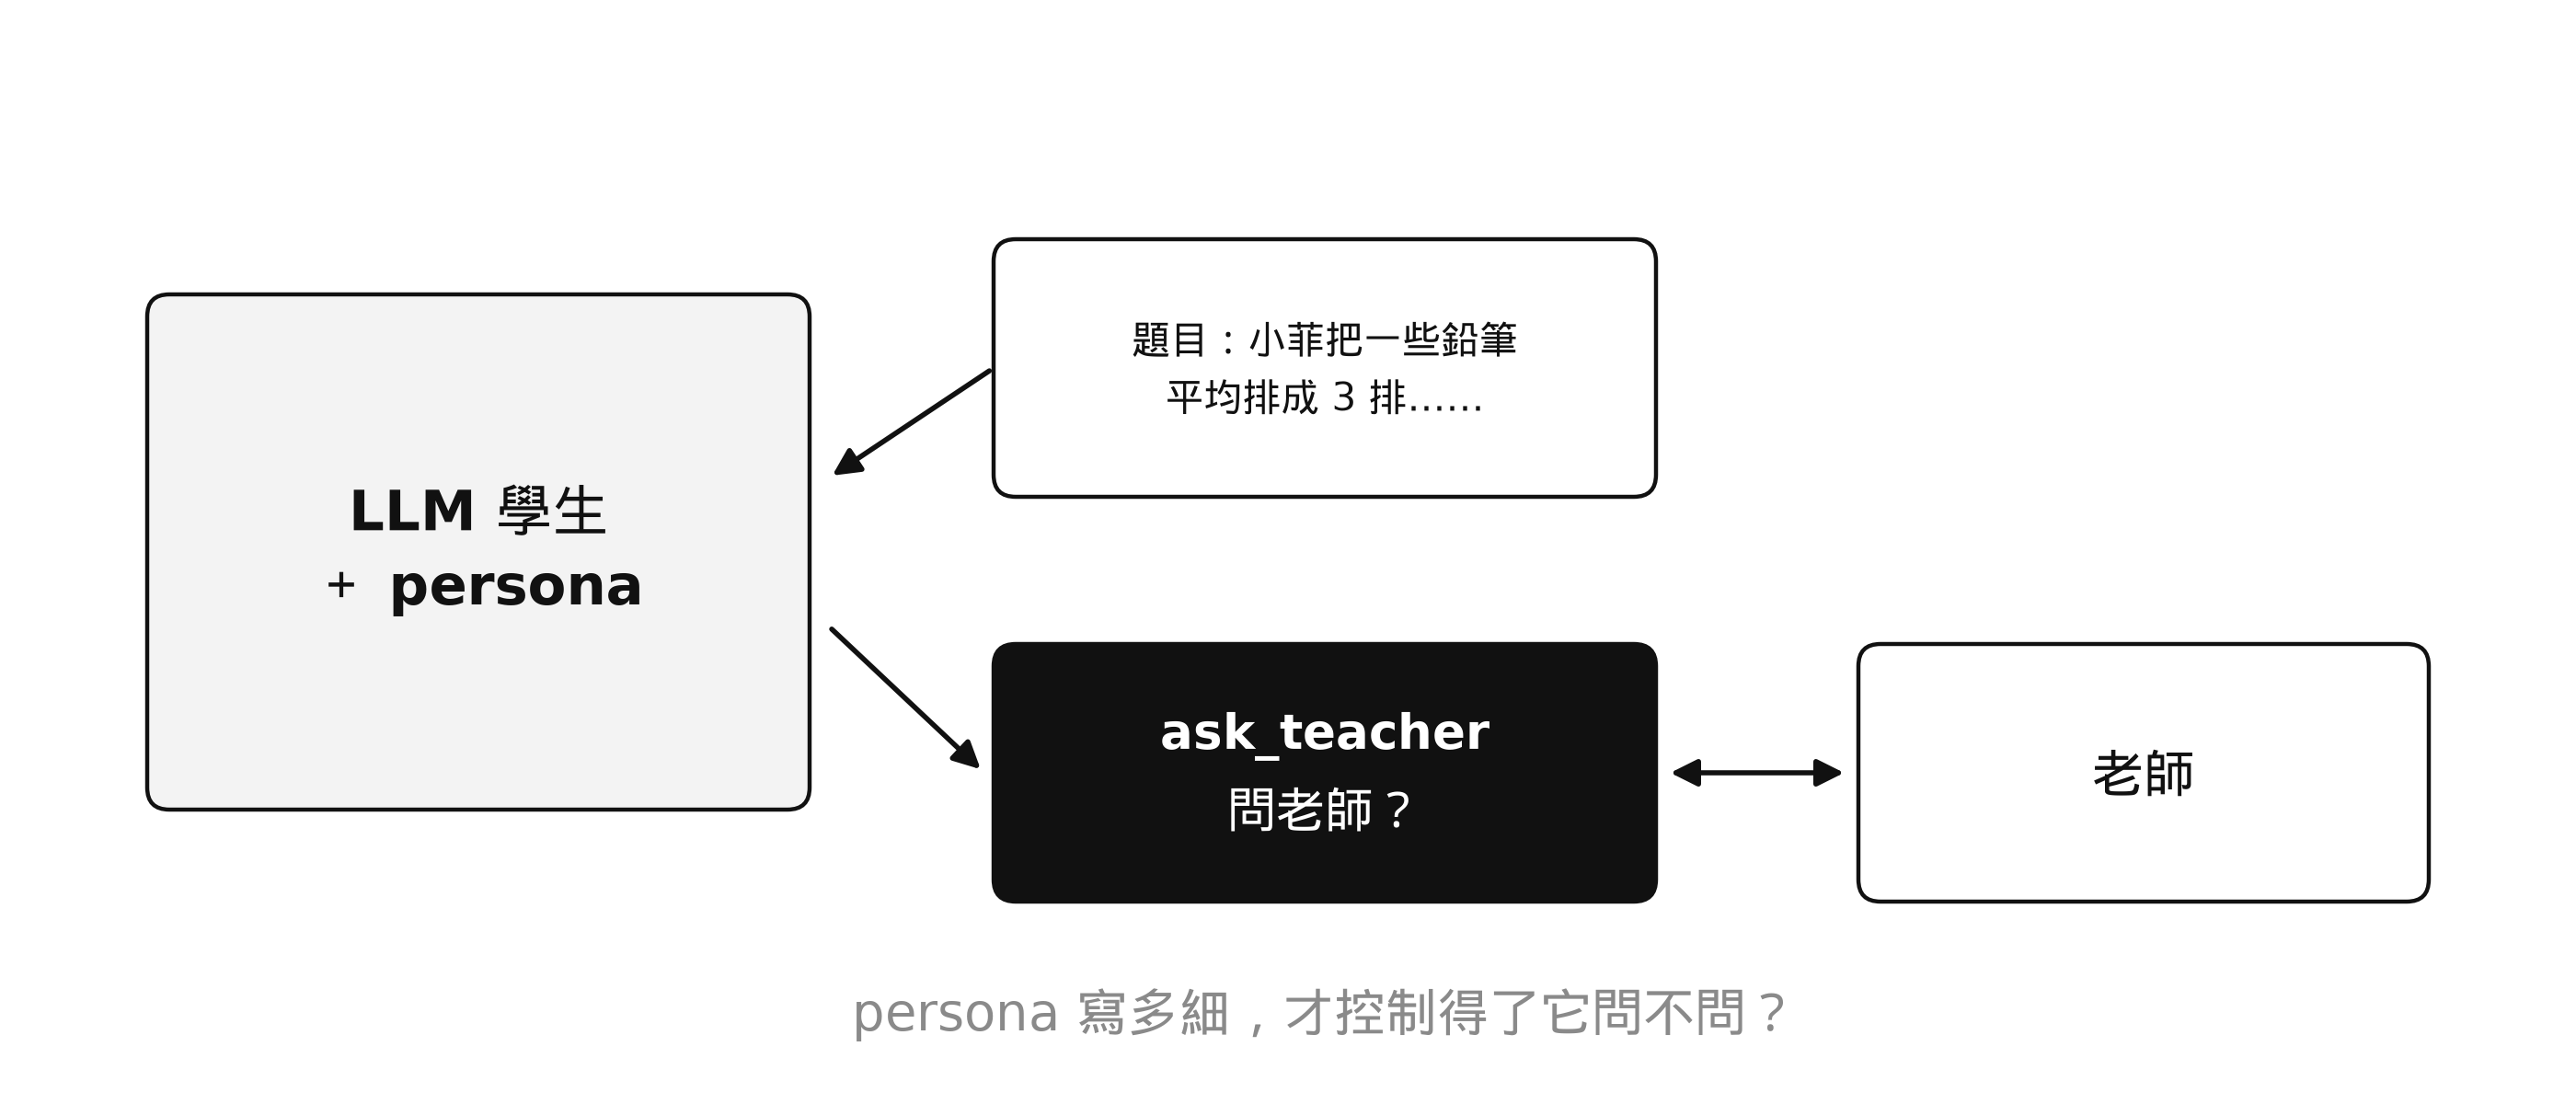 LLM 學生
+ persona
題目：小菲把一些鉛筆
平均排成 3 排……
ask_teacher
問老師？
老師
persona 寫多細，才控制得了它問不問？